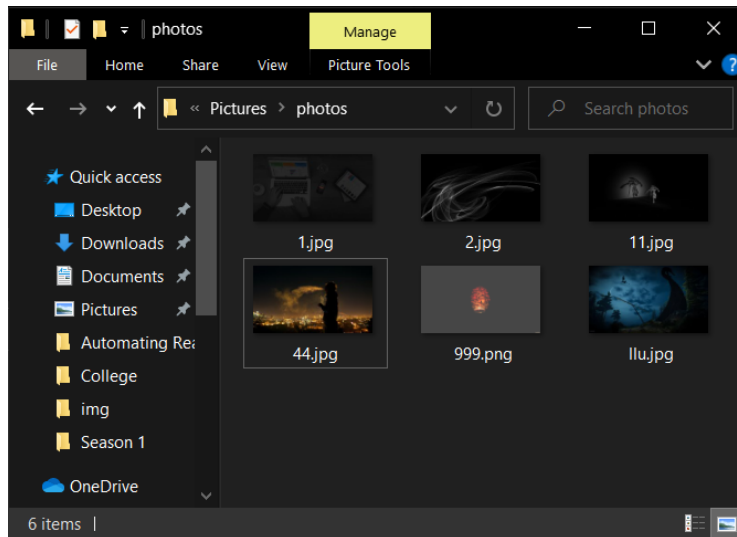 photos
Manage
File Home Share View Picture Tools
?
« Pictures > photos
Search photos
Quick access
Desktop
Downloads
Documents
Pictures
Automating Rea
College
img
Season 1
OneDrive
1.jpg 2.jpg 11.jpg
44.jpg 999.png Ilu.jpg
6 items